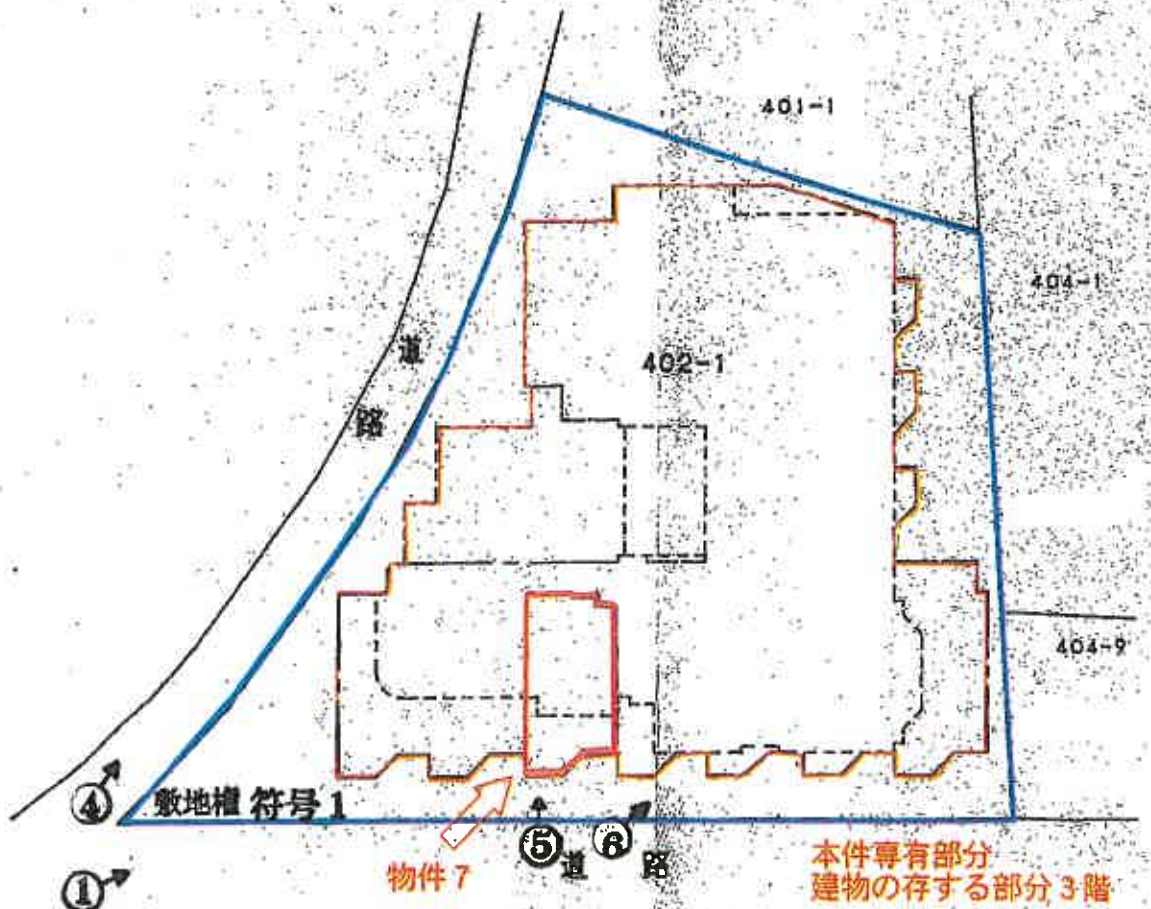 401-1
404-1
道
402-1
路
404-9
④
敷地権 符号1
⑤
⑥
道
路
物件7
①
本件専有部分
建物の存する部分3階